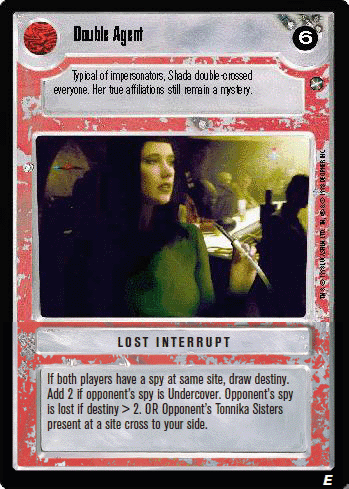 Double Agent
6
Typical of impersonators, Shada double-crossed
everyone. Her true affiliations still remain a mystery.
LOST INTERRUPT
If both players have a spy at same site, draw destiny.
Add 2 if opponent's spy is Undercover. Opponent's spy
is lost if destiny > 2. OR Opponent's Tonnika Sisters
present at a site cross to your side.
E